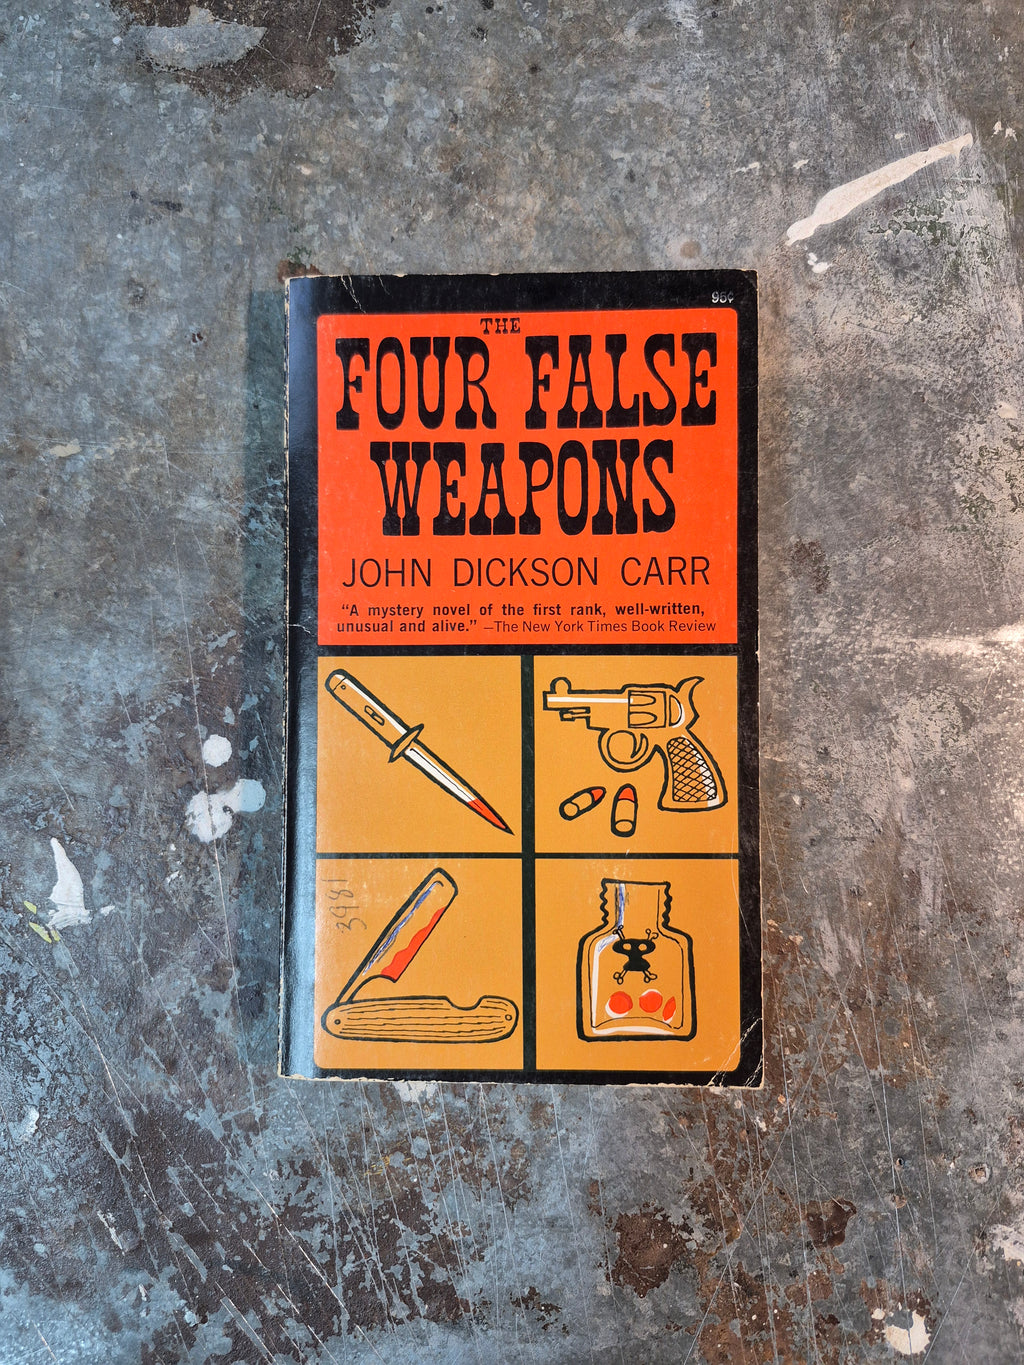 95¢
THE
FOUR FALSE
WEAPONS
JOHN DICKSON CARR
“A mystery novel of the first rank, well-written,
unusual and alive.” —The New York Times Book Review
3981